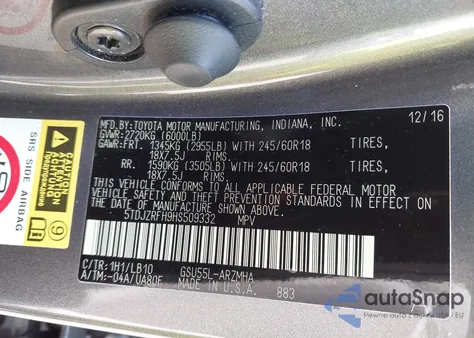 MFD.BY: TOYOTA MOTOR MANUFACTURING, INDIANA, INC. 12/16
GVWR: 2720KG (6000LB)
GAWR: FRT. 1345KG (2955LB) WITH 245/60R18 TIRES,
18X7.5J RIMS,
RR. 1590KG (3505LB) WITH 245/60R18 TIRES,
18X7.5J RIMS,
THIS VEHICLE CONFORMS TO ALL APPLICABLE FEDERAL MOTOR
VEHICLE SAFETY AND THEFT PREVENTION STANDARDS IN EFFECT
ON THE DATE OF MANUFACTURE SHOWN ABOVE.
5TDJZRFH9HS509332 MPV
C/TR: 1H1/LB10 GSU55L-ARZMHA
A/TM: -04A/UA80F MADE IN U.S.A. 883
SRS SIDE AIRBAG
9
autoSnap